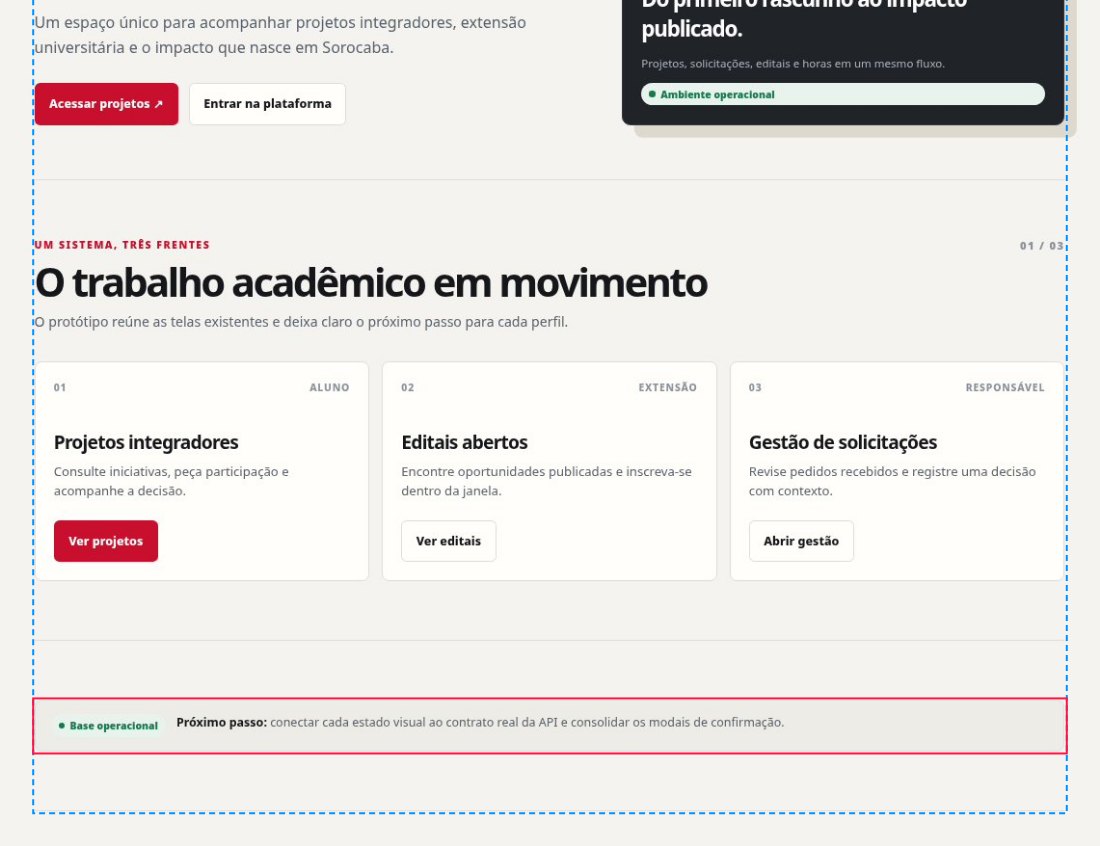 Um espaço único para acompanhar projetos integradores, extensão
universitária e o impacto que nasce em Sorocaba.
Acessar projetos ↗
Entrar na plataforma
Do primeiro rascunho ao impacto
publicado.
Projetos, solicitações, editais e horas em um mesmo fluxo.
Ambiente operacional
UM SISTEMA, TRÊS FRENTES
01 / 03
O trabalho acadêmico em movimento
O protótipo reúne as telas existentes e deixa claro o próximo passo para cada perfil.
01
ALUNO
Projetos integradores
Consulte iniciativas, peça participação e
acompanhe a decisão.
Ver projetos
02
EXTENSÃO
Editais abertos
Encontre oportunidades publicadas e inscreva-se
dentro da janela.
Ver editais
03
RESPONSÁVEL
Gestão de solicitações
Revise pedidos recebidos e registre uma decisão
com contexto.
Abrir gestão
Base operacional
Próximo passo: conectar cada estado visual ao contrato real da API e consolidar os modais de confirmação.